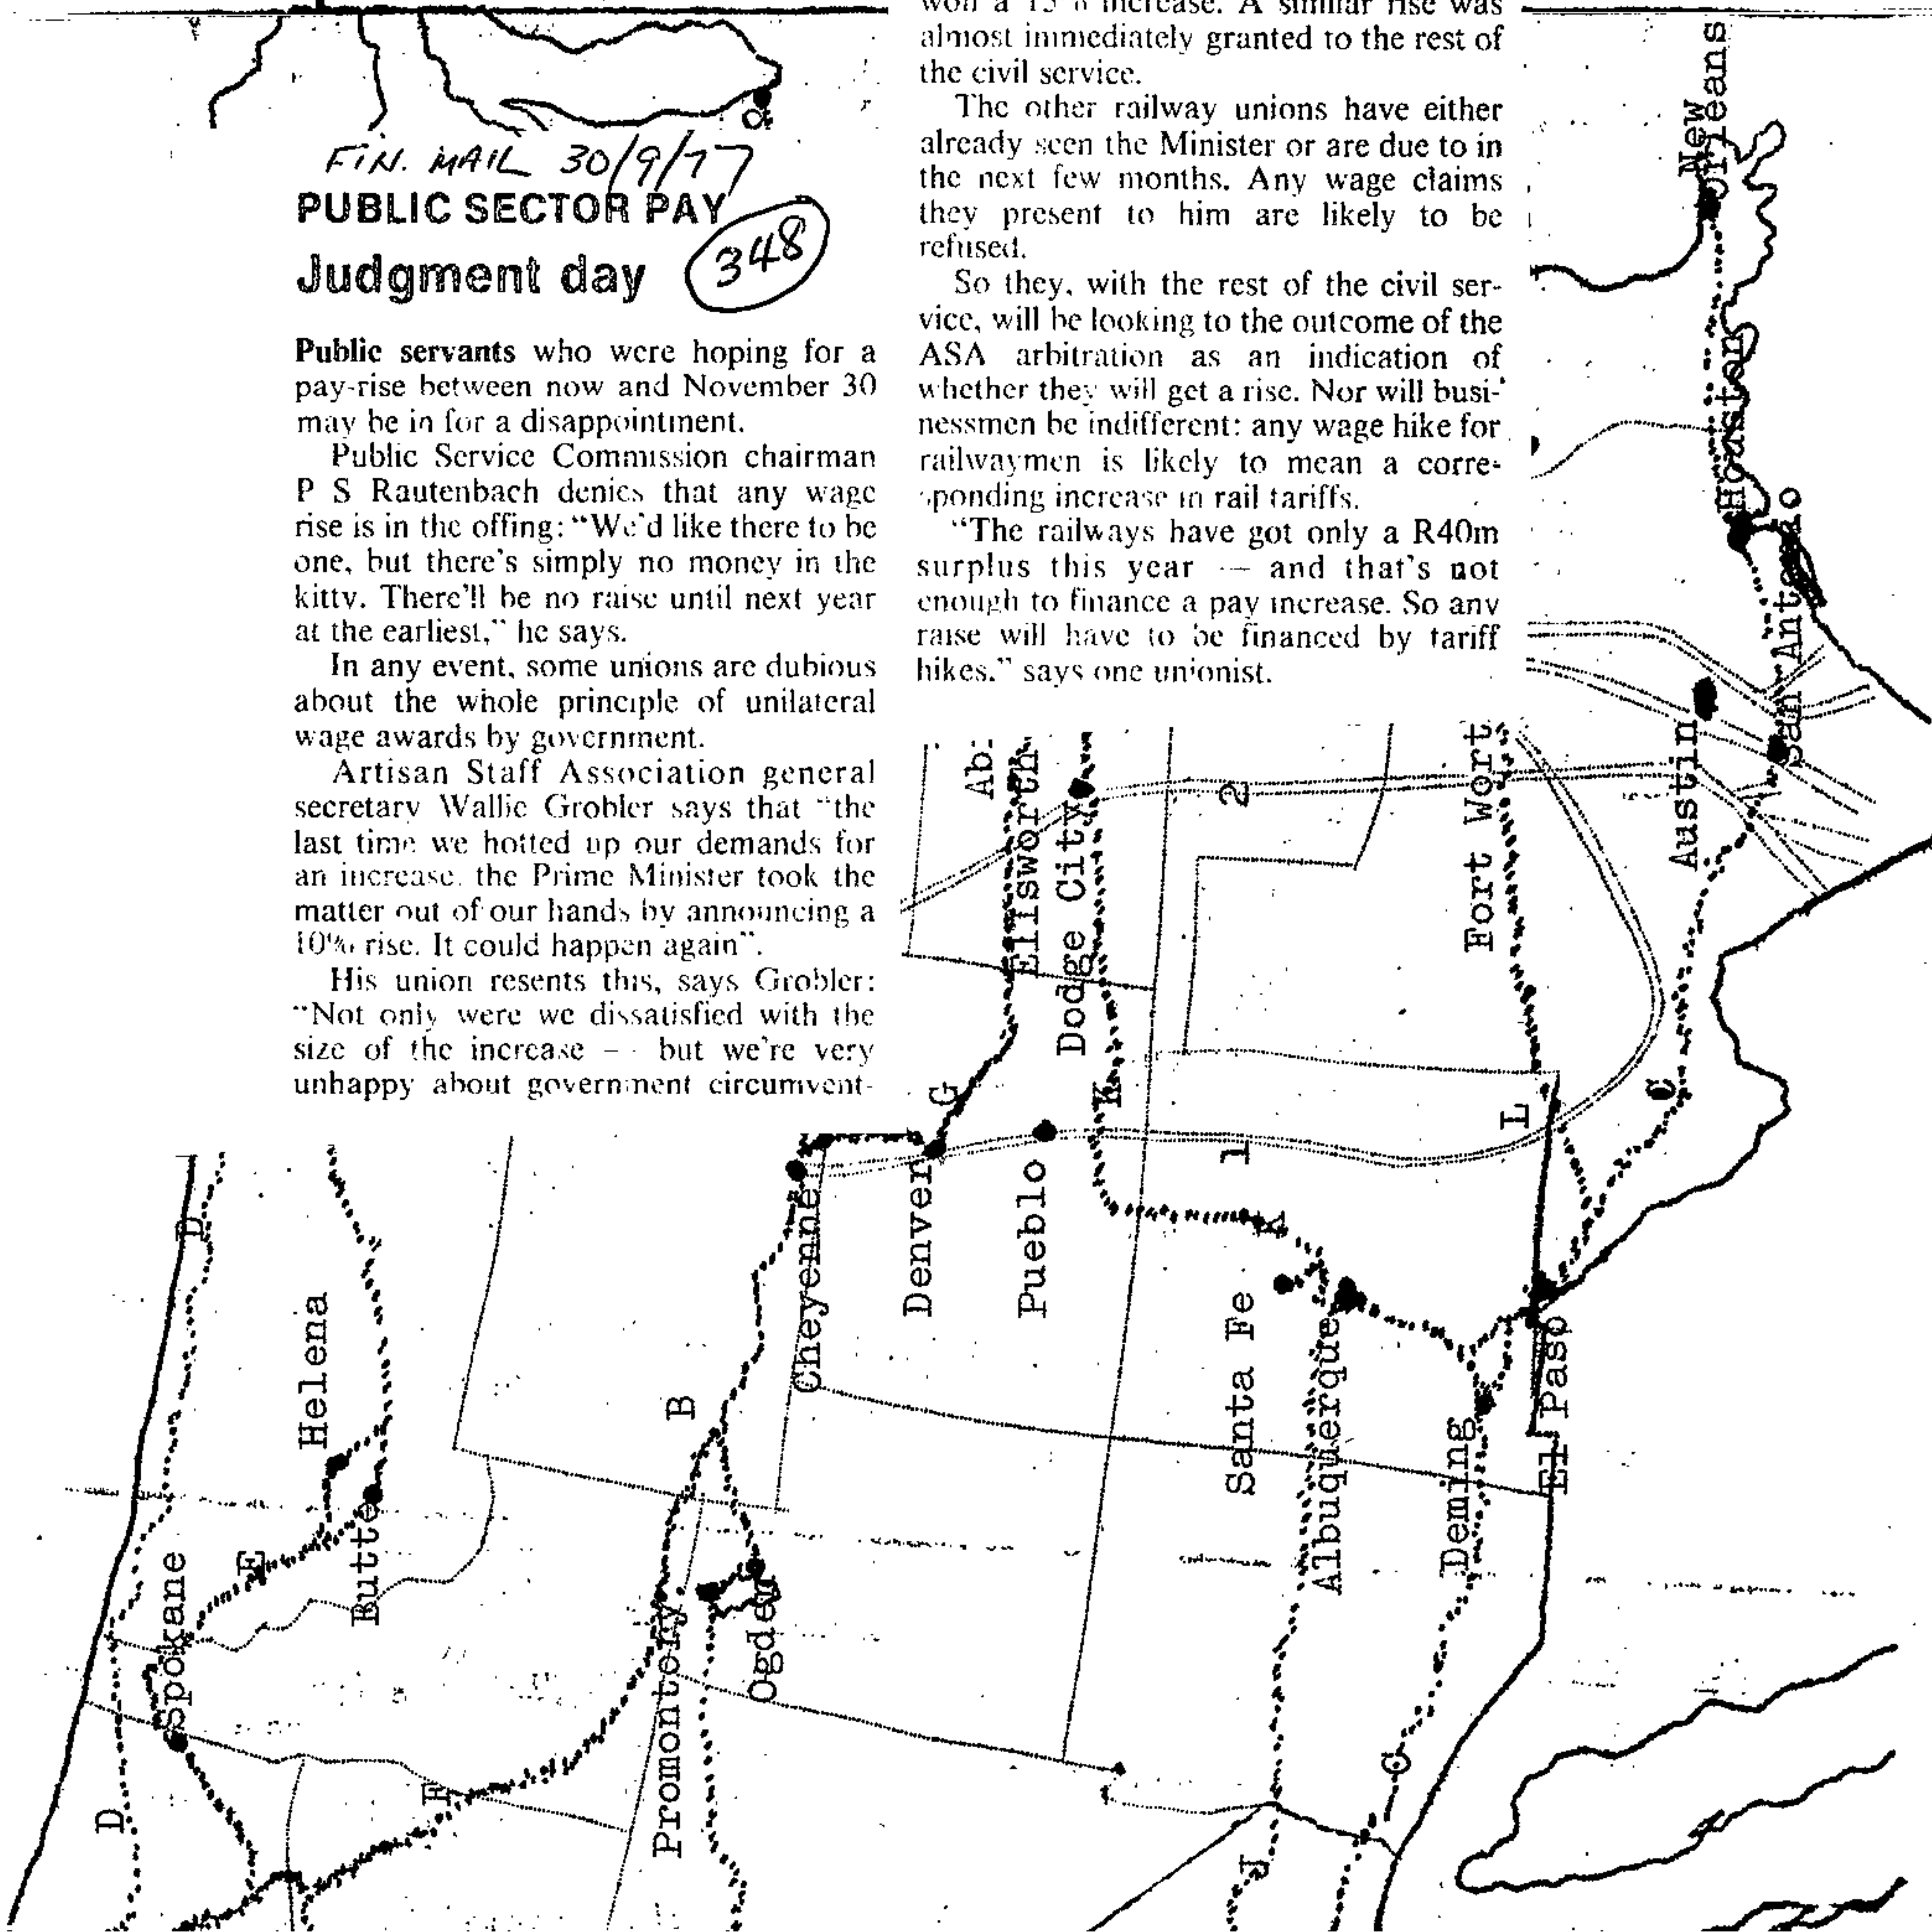 FIN. MAIL 30/9/77
PUBLIC SECTOR PAY
Judgment day
348
Public servants who were hoping for a
pay-rise between now and November 30
may be in for a disappointment.
Public Service Commission chairman
P S Rautenbach denies that any wage
rise is in the offing: “We'd like there to be
one, but there's simply no money in the
kitty. There'll be no raise until next year
at the earliest,” he says.
In any event, some unions are dubious
about the whole principle of unilateral
wage awards by government.
Artisan Staff Association general
secretary Wallie Grobler says that “the
last time we hotted up our demands for
an increase, the Prime Minister took the
matter out of our hands by announcing a
10% rise. It could happen again”.
His union resents this, says Grobler:
“Not only were we dissatisfied with the
size of the increase — but we're very
unhappy about government circumvent-
won a 15% increase. A similar rise was
almost immediately granted to the rest of
the civil service.
The other railway unions have either
already seen the Minister or are due to in
the next few months. Any wage claims
they present to him are likely to be
refused.
So they, with the rest of the civil ser-
vice, will be looking to the outcome of the
ASA arbitration as an indication of
whether they will get a rise. Nor will busi-
nessmen be indifferent: any wage hike for
railwaymen is likely to mean a corre-
sponding increase in rail tariffs.
“The railways have got only a R40m
surplus this year — and that's not
enough to finance a pay increase. So any
raise will have to be financed by tariff
hikes,” says one unionist.
New
Orleans
Houston
San Antonio
Austin
Fort Wort
2
Dodge City
Ellsworth
Ab
G
K
L
C
1
K
Denver
Pueblo
Cheyenne
Santa Fe
Albuquerque
El Paso
Deming
D
Helena
B
Butte
E
Spokane
Ogden
Promontory
D
C
J